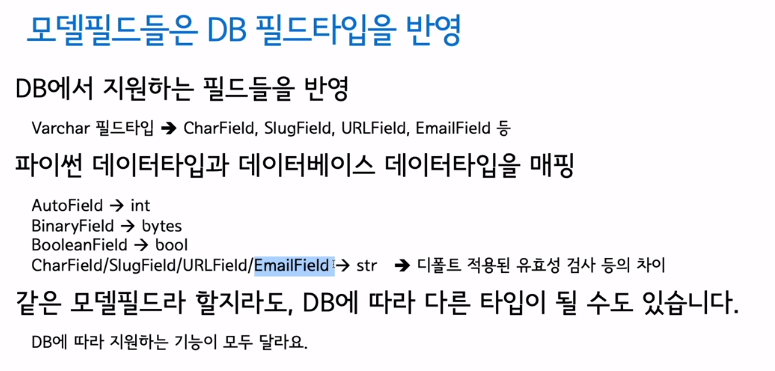 모델필드들은 DB 필드타입을 반영
DB에서 지원하는 필드들을 반영
Varchar 필드타입 ➔ CharField, SlugField, URLField, EmailField 등
파이썬 데이터타입과 데이터베이스 데이터타입을 매핑
AutoField → int
BinaryField → bytes
BooleanField → bool
CharField/SlugField/URLField/EmailField → str ➔ 디폴트 적용된 유효성 검사 등의 차이
같은 모델필드라 할지라도, DB에 따라 다른 타입이 될 수도 있습니다.
DB에 따라 지원하는 기능이 모두 달라요.